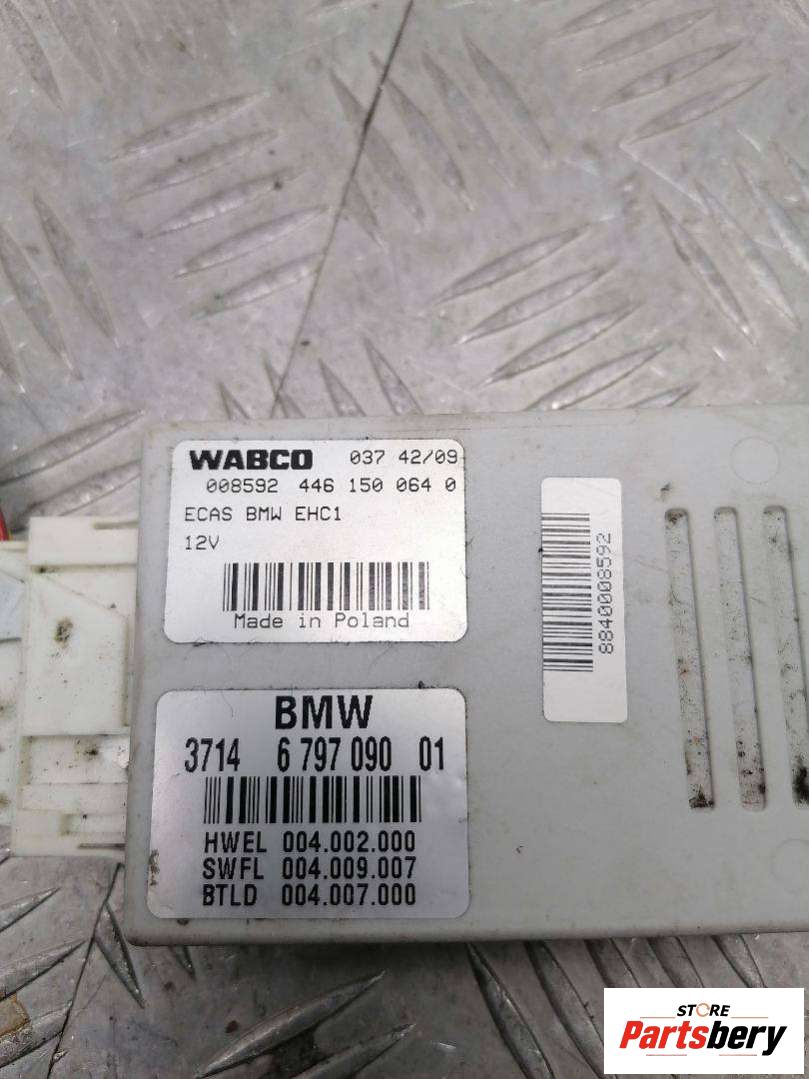 WABCO 037 42/09
008592 446 150 064 0
ECAS BMW EHC1
12V
Made in Poland
8840008592
BMW
3714 6 797 090 01
HWEL 004.002.000
SWFL 004.009.007
BTLD 004.007.000
STORE
Partsbery